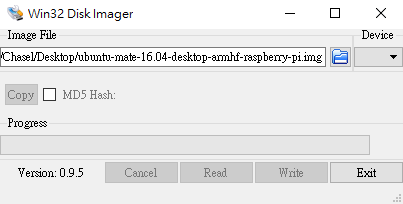 Win32 Disk Imager
Image File
Device
/Chasel/Desktop/ubuntu-mate-16.04-desktop-armhf-raspberry-pi.img
Copy
MD5 Hash:
Progress
Version: 0.9.5
Cancel
Read
Write
Exit